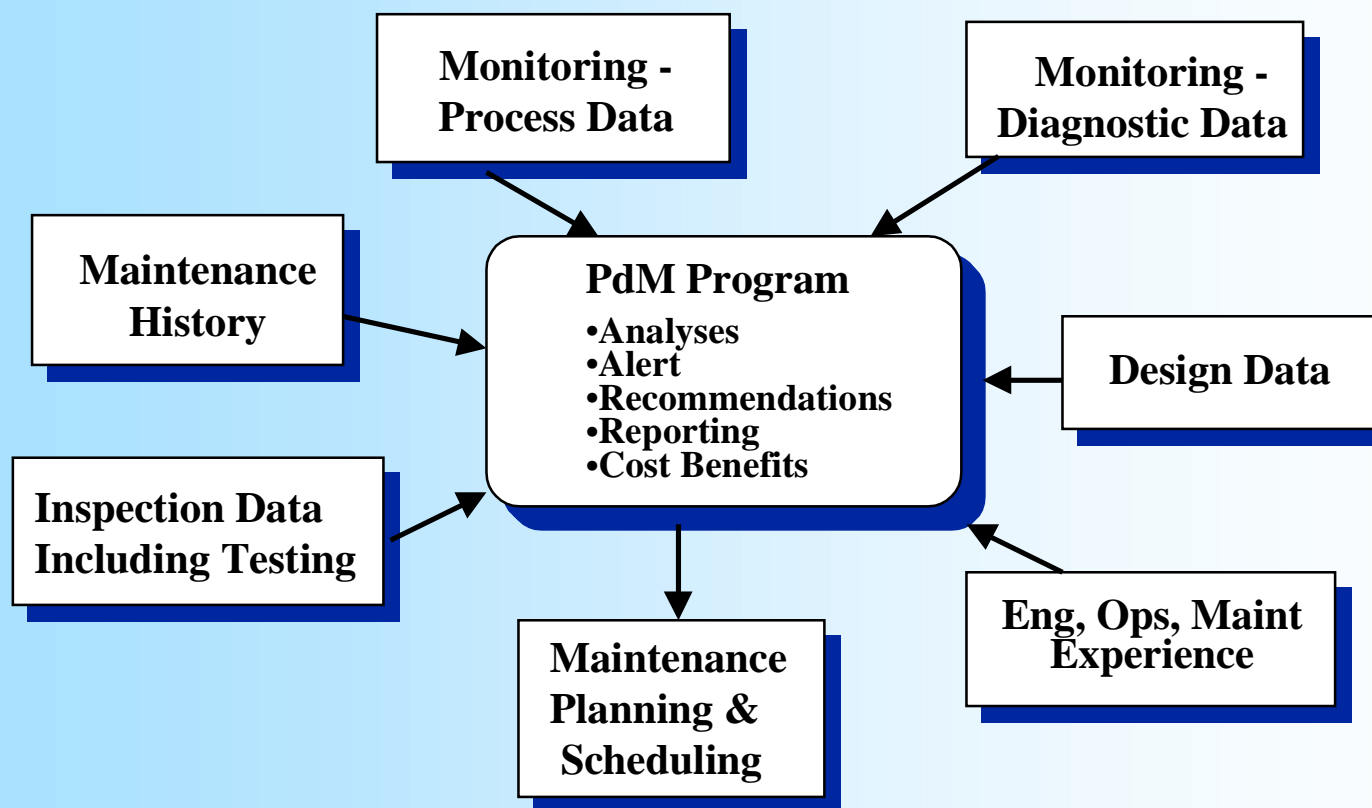 Monitoring -
Process Data
Monitoring -
Diagnostic Data
Maintenance
History
PdM Program
•Analyses
•Alert
•Recommendations
•Reporting
•Cost Benefits
Design Data
Inspection Data
Including Testing
Eng, Ops, Maint
Experience
Maintenance
Planning &
Scheduling